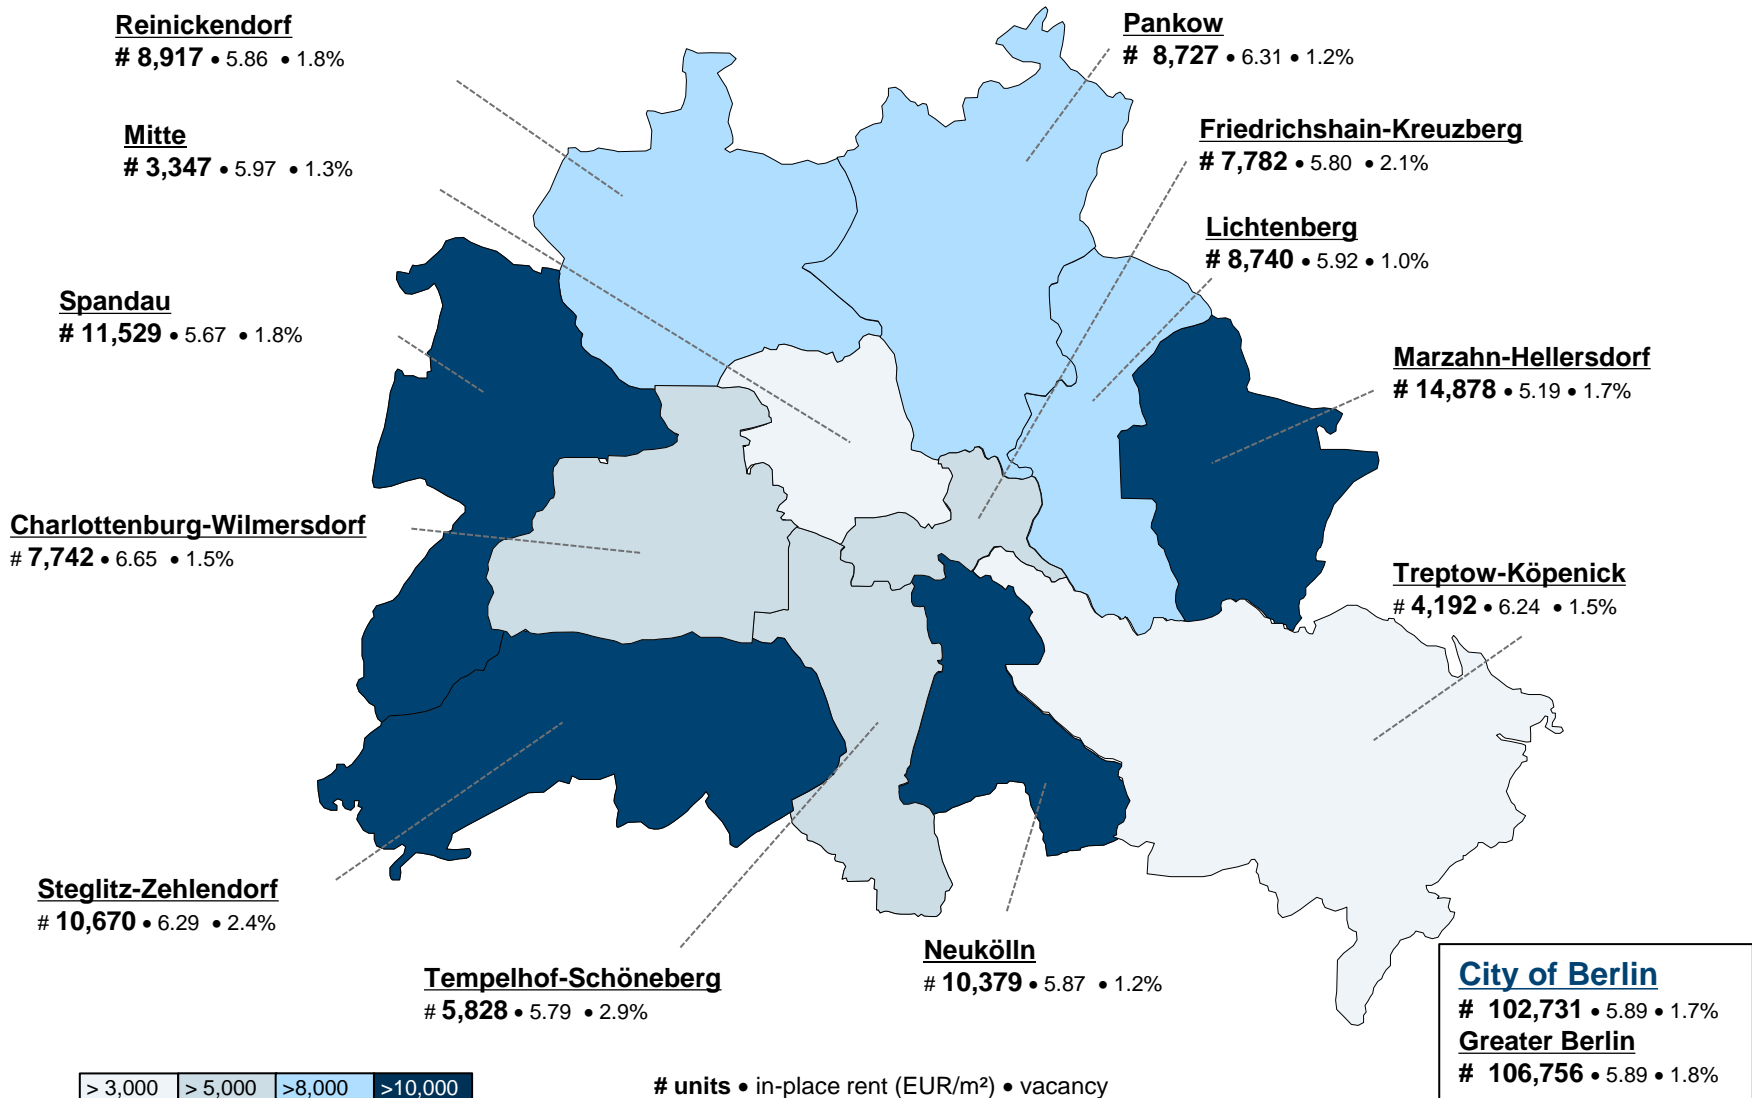 Reinickendorf
# 8,917 • 5.86 • 1.8%
Pankow
# 8,727 • 6.31 • 1.2%
Mitte
# 3,347 • 5.97 • 1.3%
Friedrichshain-Kreuzberg
# 7,782 • 5.80 • 2.1%
Lichtenberg
# 8,740 • 5.92 • 1.0%
Spandau
# 11,529 • 5.67 • 1.8%
Marzahn-Hellersdorf
# 14,878 • 5.19 • 1.7%
Charlottenburg-Wilmersdorf
# 7,742 • 6.65 • 1.5%
Treptow-Köpenick
# 4,192 • 6.24 • 1.5%
Steglitz-Zehlendorf
# 10,670 • 6.29 • 2.4%
Tempelhof-Schöneberg
# 5,828 • 5.79 • 2.9%
Neukölln
# 10,379 • 5.87 • 1.2%
City of Berlin
# 102,731 • 5.89 • 1.7%
Greater Berlin
# 106,756 • 5.89 • 1.8%
> 3,000 > 5,000 >8,000 >10,000
# units • in-place rent (EUR/m²) • vacancy